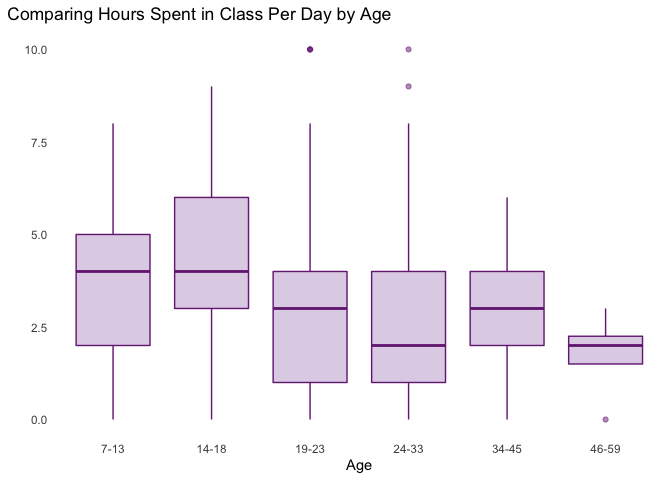 Comparing Hours Spent in Class Per Day by Age
10.0
7.5
5.0
2.5
0.0
7-13 14-18 19-23 24-33 34-45 46-59
Age